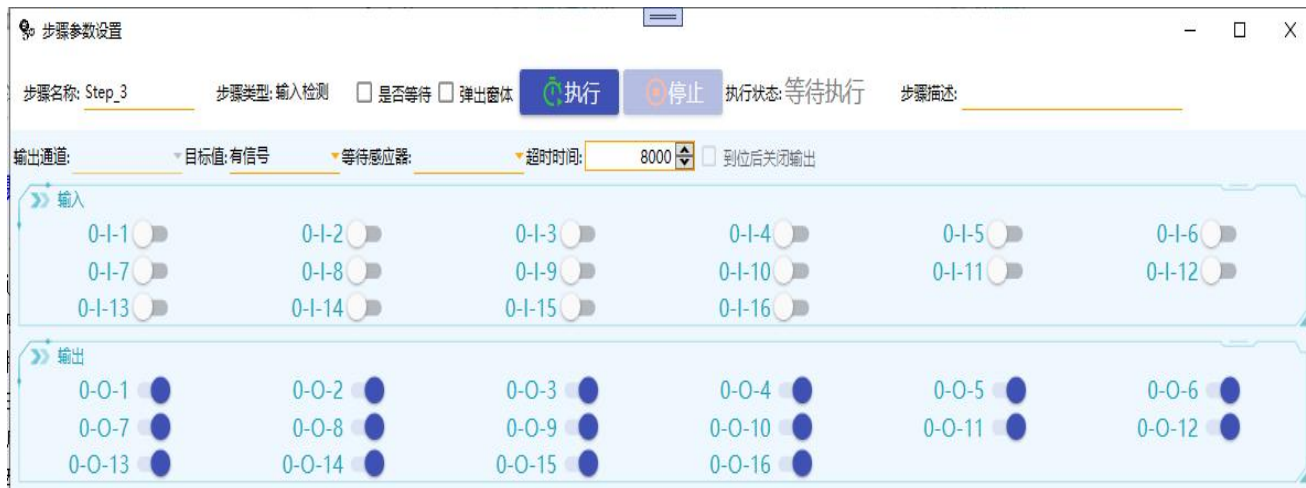 步骤参数设置
步骤名称: Step_3 步骤类型: 输入检测 是否等待 弹出窗体 执行 停止 执行状态: 等待执行 步骤描述:
输出通道: 目标值: 有信号 等待感应器: 超时时间: 8000 到位后关闭输出
输入
0-I-1 0-I-2 0-I-3 0-I-4 0-I-5 0-I-6
0-I-7 0-I-8 0-I-9 0-I-10 0-I-11 0-I-12
0-I-13 0-I-14 0-I-15 0-I-16
输出
0-O-1 0-O-2 0-O-3 0-O-4 0-O-5 0-O-6
0-O-7 0-O-8 0-O-9 0-O-10 0-O-11 0-O-12
0-O-13 0-O-14 0-O-15 0-O-16